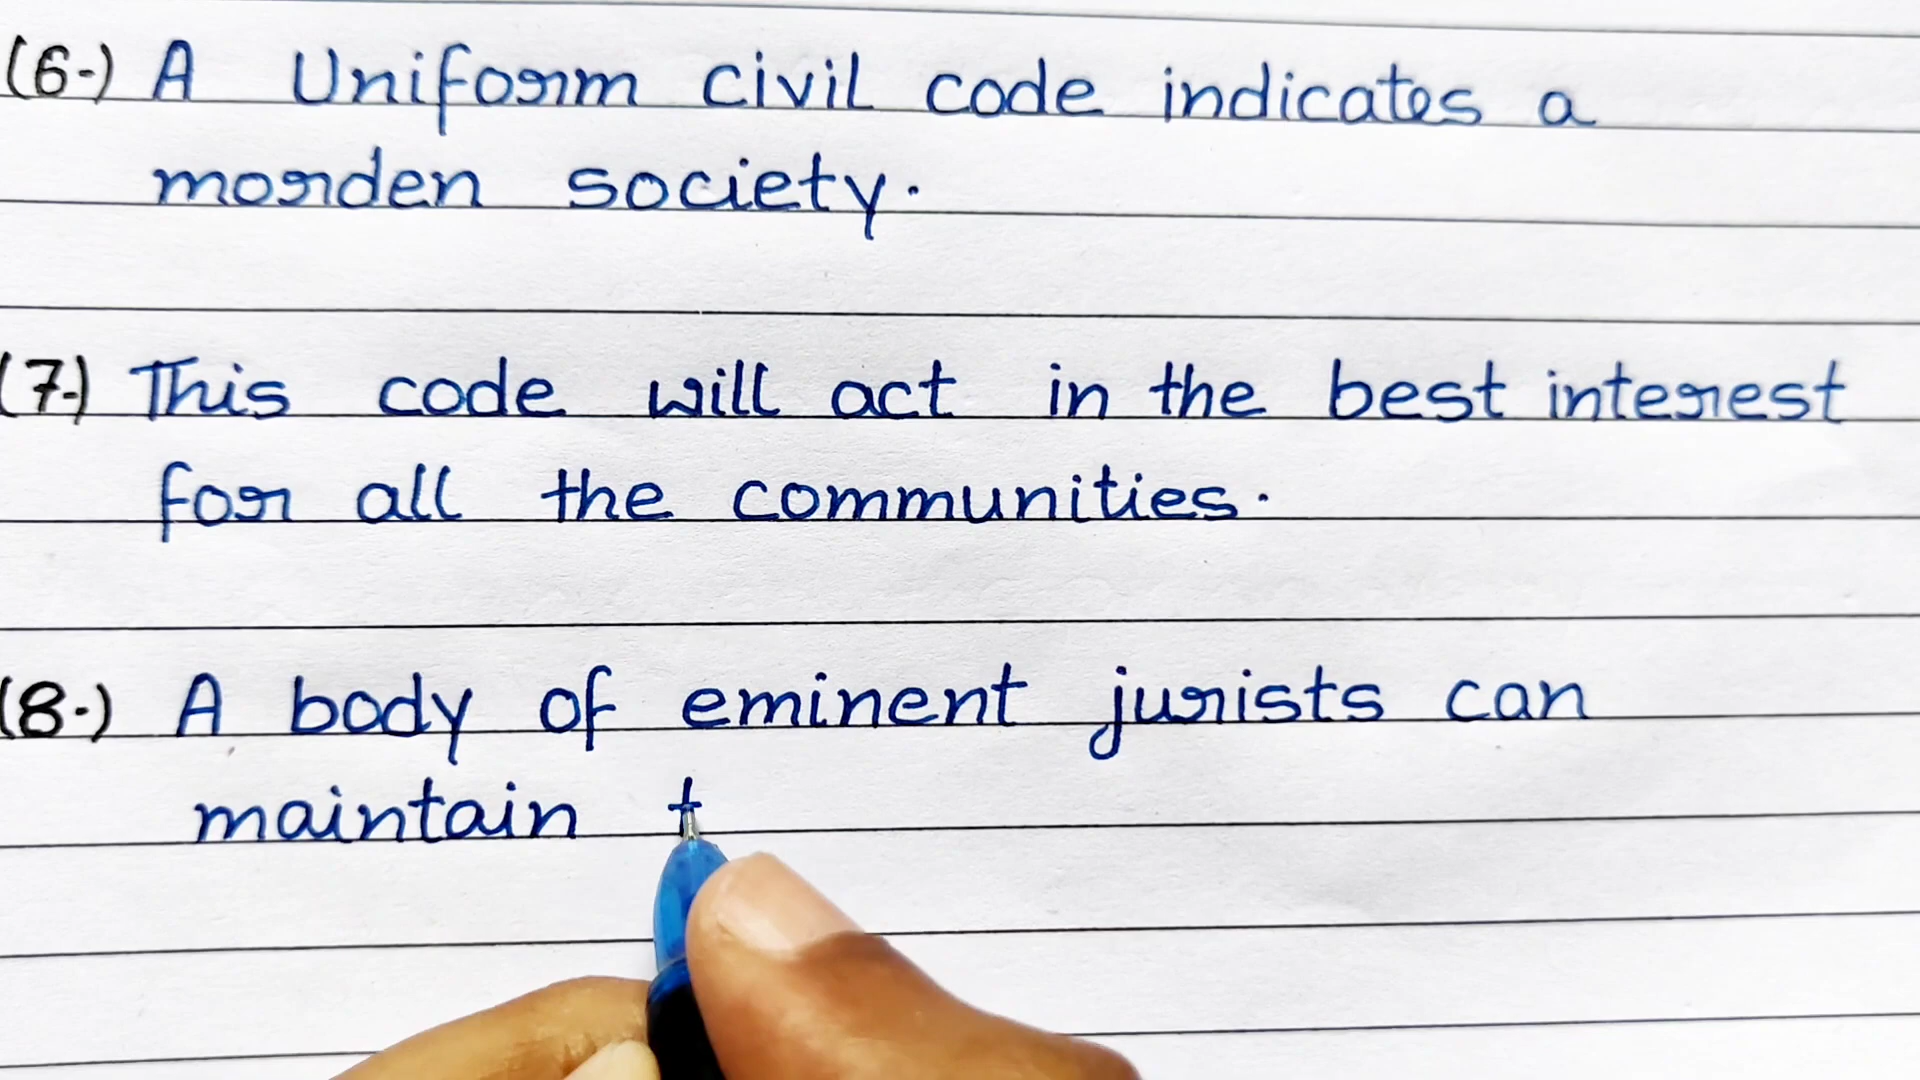 (6.) A Uniform civil code indicates a
morden society.
(7.) This code will act in the best interest
for all the communities.
(8.) A body of eminent jurists can
maintain t